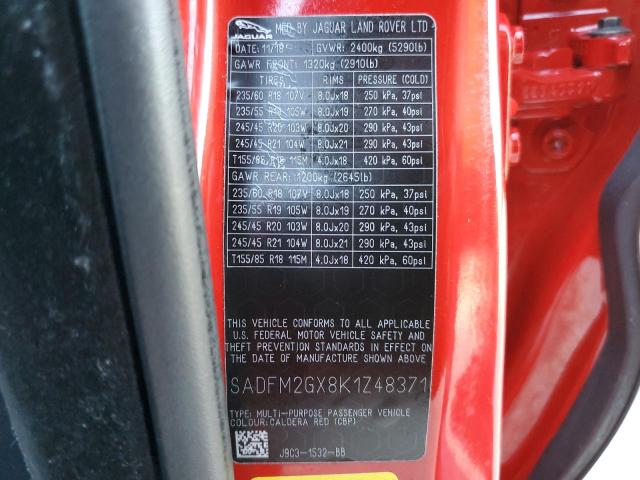 JAGUAR MFD BY JAGUAR LAND ROVER LTD
DATE: 11/18 GVWR: 2400kg (5290lb)
GAWR FRONT: 1320kg (2910lb)
TIRES RIMS PRESSURE (COLD)
235/60 R18 107V 8.0Jx18 250 kPa, 37psi
235/55 R19 105W 8.0Jx19 270 kPa, 40psi
245/45 R20 103W 8.0Jx20 290 kPa, 43psi
245/45 R21 104W 8.0Jx21 290 kPa, 43psi
T155/85 R18 115M 4.0Jx18 420 kPa, 60psi
GAWR REAR: 1200kg (2645lb)
235/60 R18 107V 8.0Jx18 250 kPa, 37psi
235/55 R19 105W 8.0Jx19 270 kPa, 40psi
245/45 R20 103W 8.0Jx20 290 kPa, 43psi
245/45 R21 104W 8.0Jx21 290 kPa, 43psi
T155/85 R18 115M 4.0Jx18 420 kPa, 60psi
THIS VEHICLE CONFORMS TO ALL APPLICABLE
U.S. FEDERAL MOTOR VEHICLE SAFETY AND
THEFT PREVENTION STANDARDS IN EFFECT ON
THE DATE OF MANUFACTURE SHOWN ABOVE
SADFM2GX8K1Z48371
TYPE: MULTI-PURPOSE PASSENGER VEHICLE
COLOUR: CALDERA RED (CBP)
J9C3-1532-BB